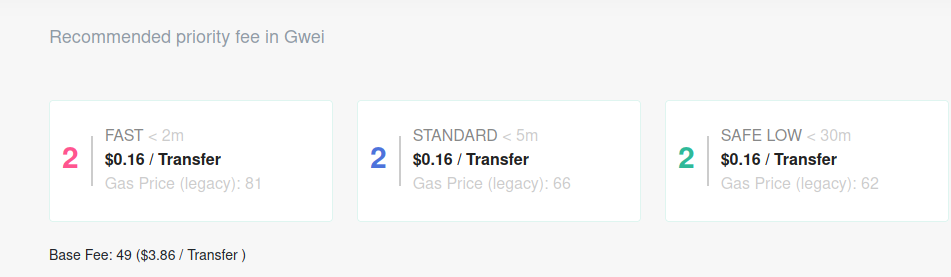 Recommended priority fee in Gwei
2
FAST < 2m
$0.16 / Transfer
Gas Price (legacy): 81
2
STANDARD < 5m
$0.16 / Transfer
Gas Price (legacy): 66
2
SAFE LOW < 30m
$0.16 / Transfer
Gas Price (legacy): 62
Base Fee: 49 ($3.86 / Transfer )